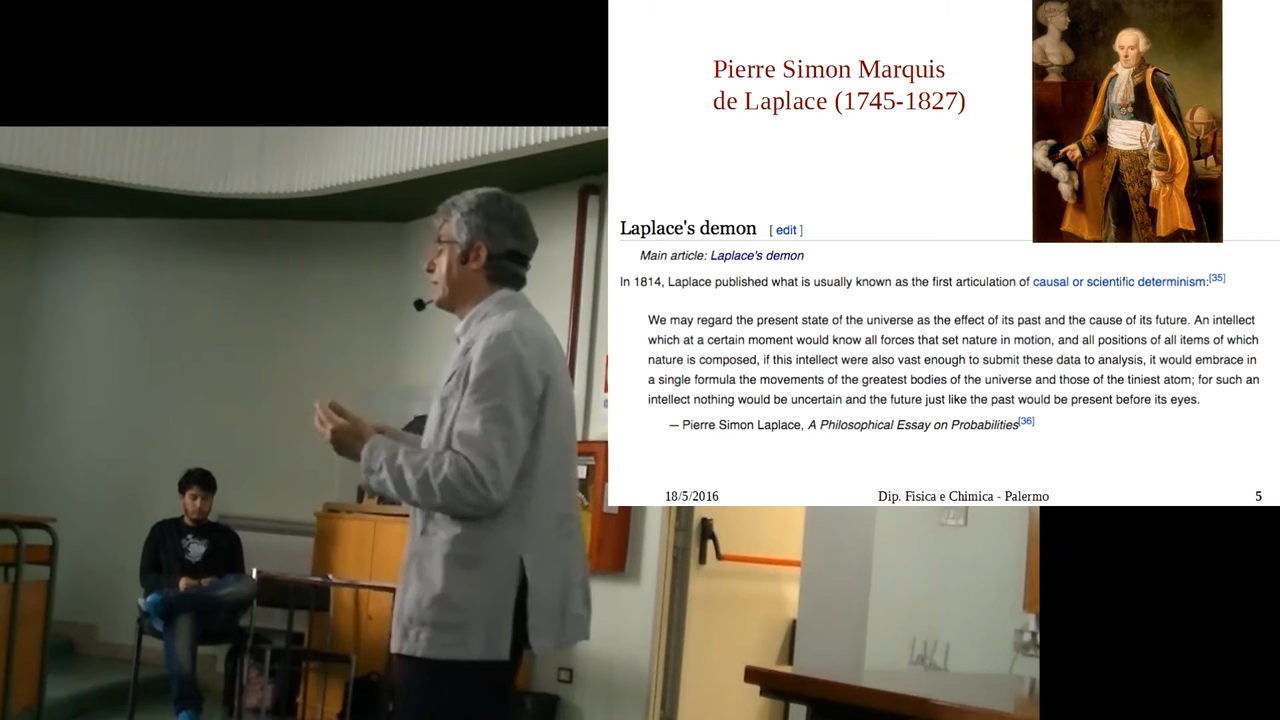 Pierre Simon Marquis
de Laplace (1745-1827)
Laplace's demon [ edit ]
Main article: Laplace's demon
In 1814, Laplace published what is usually known as the first articulation of causal or scientific determinism:[35]
We may regard the present state of the universe as the effect of its past and the cause of its future. An intellect
which at a certain moment would know all forces that set nature in motion, and all positions of all items of which
nature is composed, if this intellect were also vast enough to submit these data to analysis, it would embrace in
a single formula the movements of the greatest bodies of the universe and those of the tiniest atom; for such an
intellect nothing would be uncertain and the future just like the past would be present before its eyes.
— Pierre Simon Laplace, A Philosophical Essay on Probabilities[36]
18/5/2016 Dip. Fisica e Chimica - Palermo 5